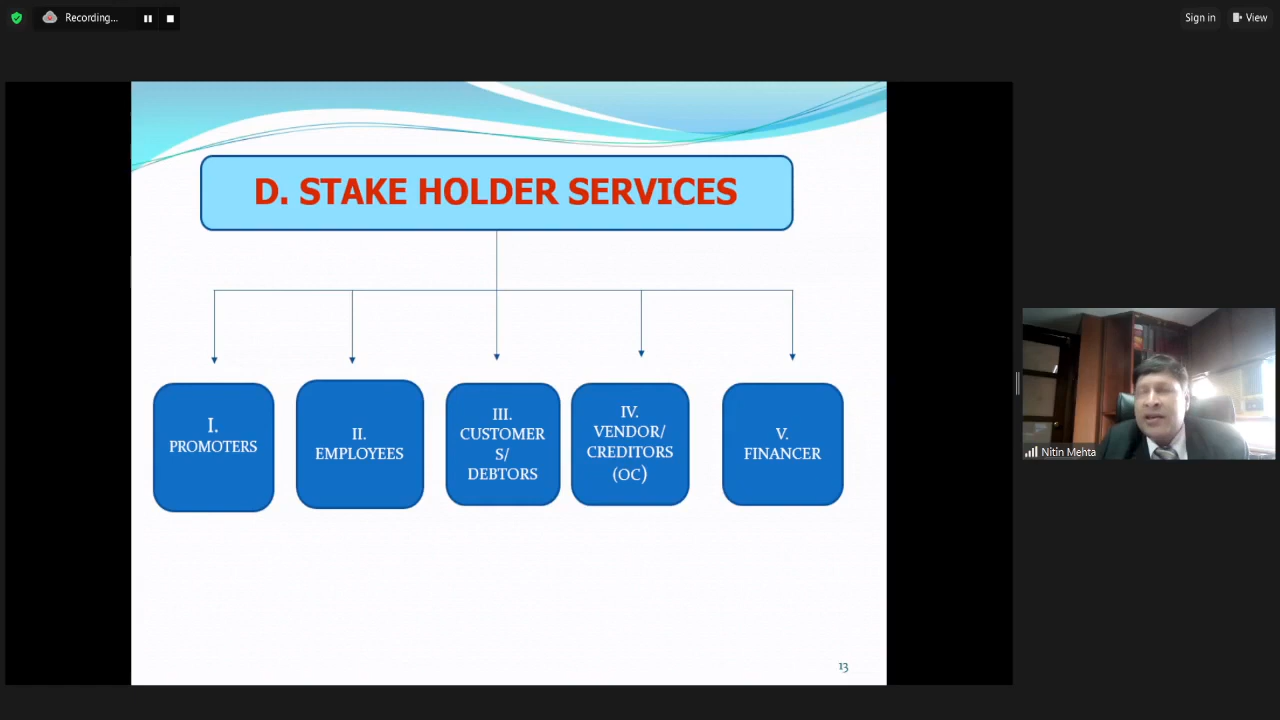 Recording...
Sign in
View
D. STAKE HOLDER SERVICES
I.
PROMOTERS
II.
EMPLOYEES
III.
CUSTOMER
S/
DEBTORS
IV.
VENDOR/
CREDITORS
(OC)
V.
FINANCER
Nitin Mehta
13